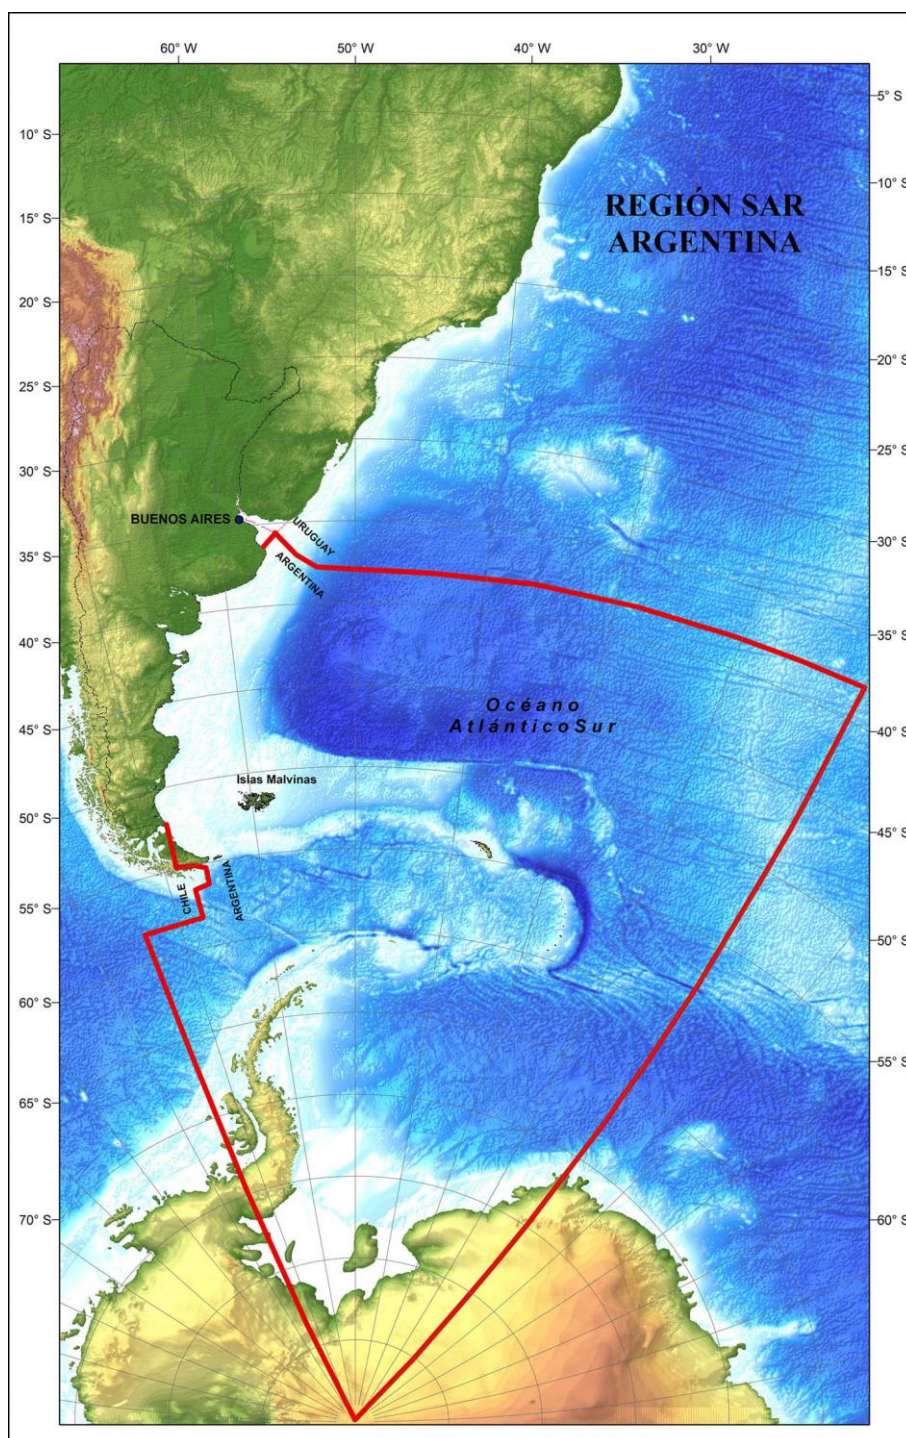 60° W 50° W 40° W 30° W
5° S
10° S
10° S
REGIÓN SAR
ARGENTINA
15° S
15° S
20° S
20° S
25° S
25° S
30° S
BUENOS AIRES
URUGUAY
30° S
35° S
ARGENTINA
35° S
40° S
Océano
Atlántico Sur
40° S
45° S
Islas Malvinas
50° S
45° S
CHILE
ARGENTINA
55° S
50° S
60° S
55° S
65° S
70° S
60° S